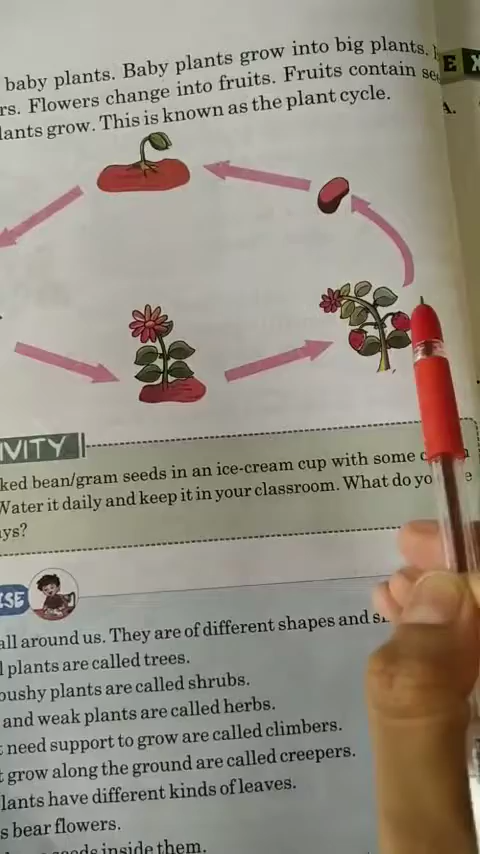 baby plants. Baby plants grow into big plants.
rs. Flowers change into fruits. Fruits contain se
lants grow. This is known as the plant cycle.
E X
A.
IVITY
ked bean/gram seeds in an ice-cream cup with some
Water it daily and keep it in your classroom. What do yo e
ys?
ISE
all around us. They are of different shapes and s
l plants are called trees.
bushy plants are called shrubs.
and weak plants are called herbs.
t need support to grow are called climbers.
t grow along the ground are called creepers.
lants have different kinds of leaves.
s bear flowers.
seeds inside them.